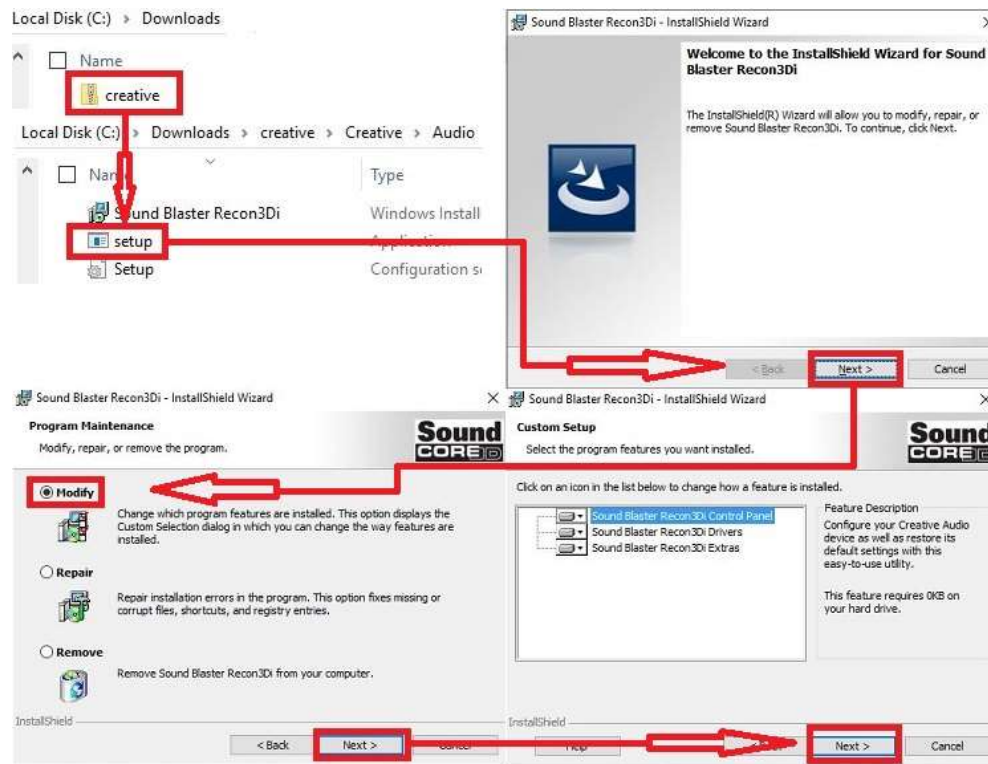 Local Disk (C:) > Downloads
Name
creative
Local Disk (C:) > Downloads > creative > Creative > Audio
Name Type
Sound Blaster Recon3Di Windows Install
setup Application
Setup Configuration s
Sound Blaster Recon3Di - InstallShield Wizard
Welcome to the InstallShield Wizard for Sound
Blaster Recon3Di
The InstallShield(R) Wizard will allow you to modify, repair, or
remove Sound Blaster Recon3Di. To continue, click Next.
< Back Next > Cancel
Sound Blaster Recon3Di - InstallShield Wizard
Program Maintenance
Modify, repair, or remove the program.
Sound
CORE3D
Modify
Change which program features are installed. This option displays the
Custom Selection dialog in which you can change the way features are
installed.
Repair
Repair installation errors in the program. This option fixes missing or
corrupt files, shortcuts, and registry entries.
Remove
Remove Sound Blaster Recon3Di from your computer.
InstallShield
< Back Next > Cancel
Sound Blaster Recon3Di - InstallShield Wizard
Custom Setup
Select the program features you want installed.
Sound
CORE
Click on an icon in the list below to change how a feature is installed.
Sound Blaster Recon3Di Control Panel
Sound Blaster Recon3Di Drivers
Sound Blaster Recon3Di Extras
Feature Description
Configure your Creative Audio
device as well as restore its
default settings with this
easy-to-use utility.
This feature requires 0KB on
your hard drive.
InstallShield
Help < Back Next > Cancel